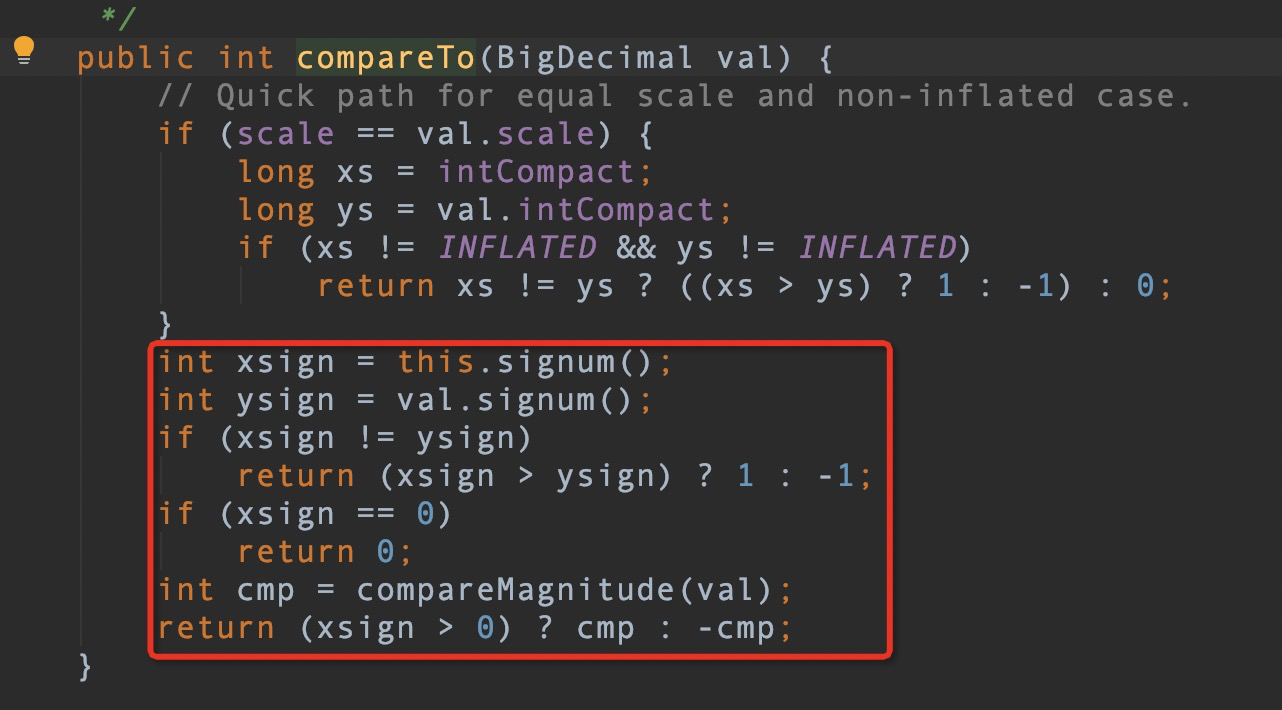 */
public int compareTo(BigDecimal val) {
// Quick path for equal scale and non-inflated case.
if (scale == val.scale) {
long xs = intCompact;
long ys = val.intCompact;
if (xs != INFLATED && ys != INFLATED)
return xs != ys ? ((xs > ys) ? 1 : -1) : 0;
}
int xsign = this.signum();
int ysign = val.signum();
if (xsign != ysign)
return (xsign > ysign) ? 1 : -1;
if (xsign == 0)
return 0;
int cmp = compareMagnitude(val);
return (xsign > 0) ? cmp : -cmp;
}